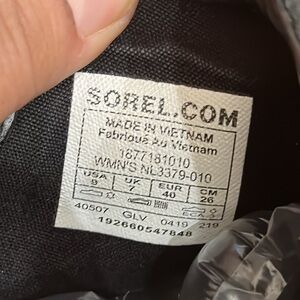 SOREL.COM
MADE IN VIETNAM
Fabriqué Au Vietnam
1877181010
WMN'S NL3379-010
USA UK EUR CM
9 7 40 26
40507 GLV 0419 219
192660547848